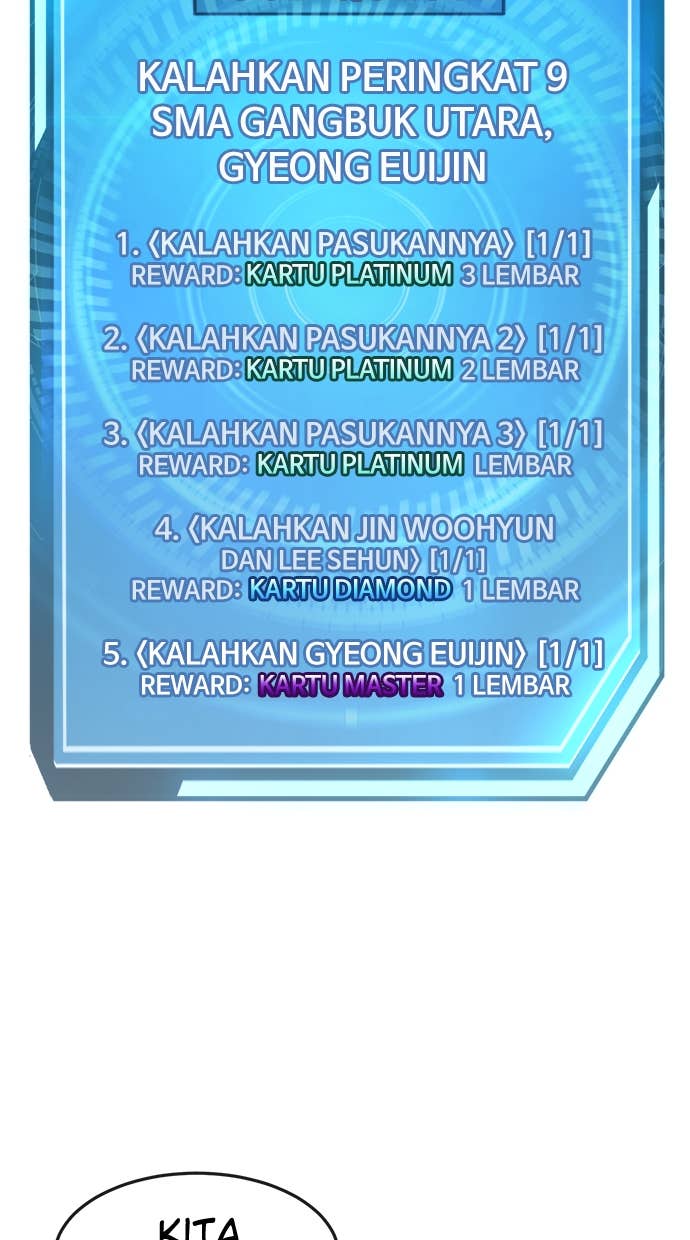 KALAHKAN PERINGKAT 9
SMA GANGBUK UTARA,
GYEONG EUIJIN
1. 〈KALAHKAN PASUKANNYA〉 [1/1]
REWARD: KARTU PLATINUM 3 LEMBAR
2. 〈KALAHKAN PASUKANNYA 2〉 [1/1]
REWARD: KARTU PLATINUM 2 LEMBAR
3. 〈KALAHKAN PASUKANNYA 3〉 [1/1]
REWARD: KARTU PLATINUM LEMBAR
4. 〈KALAHKAN JIN WOOHYUN
DAN LEE SEHUN〉 [1/1]
REWARD: KARTU DIAMOND 1 LEMBAR
5. 〈KALAHKAN GYEONG EUIJIN〉 [1/1]
REWARD: KARTU MASTER 1 LEMBAR
KITA